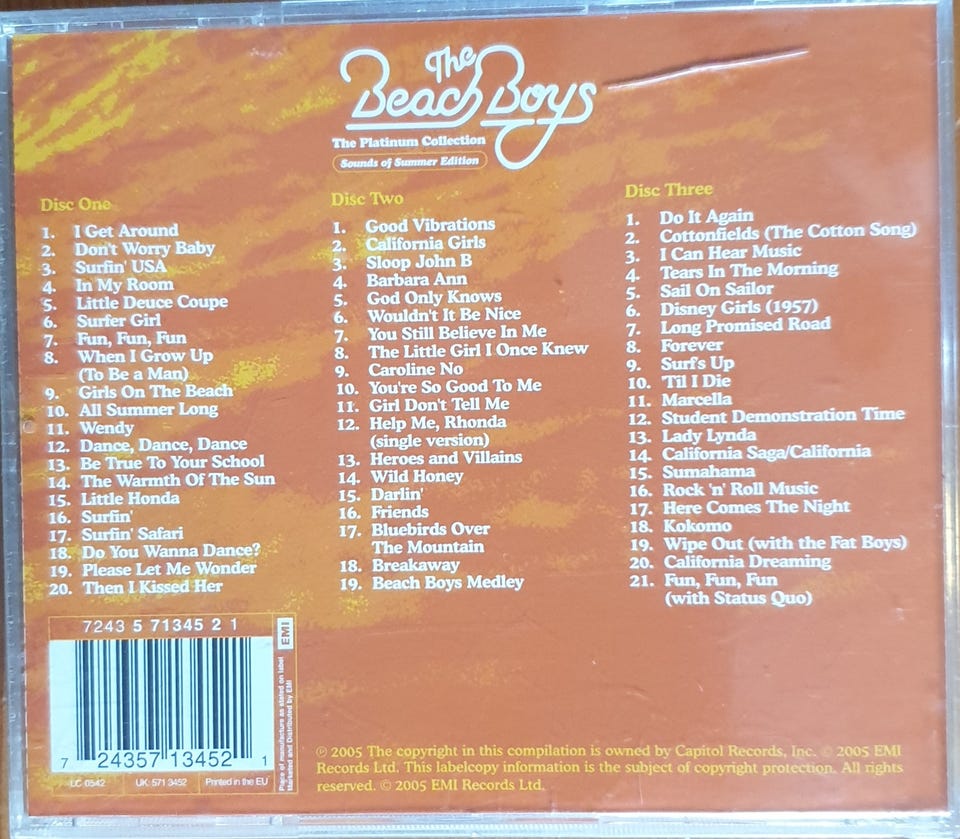 The
Beach Boys
The Platinum Collection
Sounds of Summer Edition
Disc One
1. I Get Around
2. Don't Worry Baby
3. Surfin' USA
4. In My Room
5. Little Deuce Coupe
6. Surfer Girl
7. Fun, Fun, Fun
8. When I Grow Up
(To Be a Man)
9. Girls On The Beach
10. All Summer Long
11. Wendy
12. Dance, Dance, Dance
13. Be True To Your School
14. The Warmth Of The Sun
15. Little Honda
16. Surfin'
17. Surfin' Safari
18. Do You Wanna Dance?
19. Please Let Me Wonder
20. Then I Kissed Her
Disc Two
1. Good Vibrations
2. California Girls
3. Sloop John B
4. Barbara Ann
5. God Only Knows
6. Wouldn't It Be Nice
7. You Still Believe In Me
8. The Little Girl I Once Knew
9. Caroline No
10. You're So Good To Me
11. Girl Don't Tell Me
12. Help Me, Rhonda
(single version)
13. Heroes and Villains
14. Wild Honey
15. Darlin'
16. Friends
17. Bluebirds Over
The Mountain
18. Breakaway
19. Beach Boys Medley
Disc Three
1. Do It Again
2. Cottonfields (The Cotton Song)
3. I Can Hear Music
4. Tears In The Morning
5. Sail On Sailor
6. Disney Girls (1957)
7. Long Promised Road
8. Forever
9. Surf's Up
10. 'Til I Die
11. Marcella
12. Student Demonstration Time
13. Lady Lynda
14. California Saga/California
15. Sumahama
16. Rock 'n' Roll Music
17. Here Comes The Night
18. Kokomo
19. Wipe Out (with the Fat Boys)
20. California Dreaming
21. Fun, Fun, Fun
(with Status Quo)
7243 5 71345 2 1
EMI
Place of manufacture as stated on label
Marketed and Distributed by EMI
7 24357 13452 1
LC 0542 UK: 571 3452 Printed in the EU
℗ 2005 The copyright in this compilation is owned by Capitol Records, Inc. © 2005 EMI
Records Ltd. This labelcopy information is the subject of copyright protection. All rights
reserved. © 2005 EMI Records Ltd.